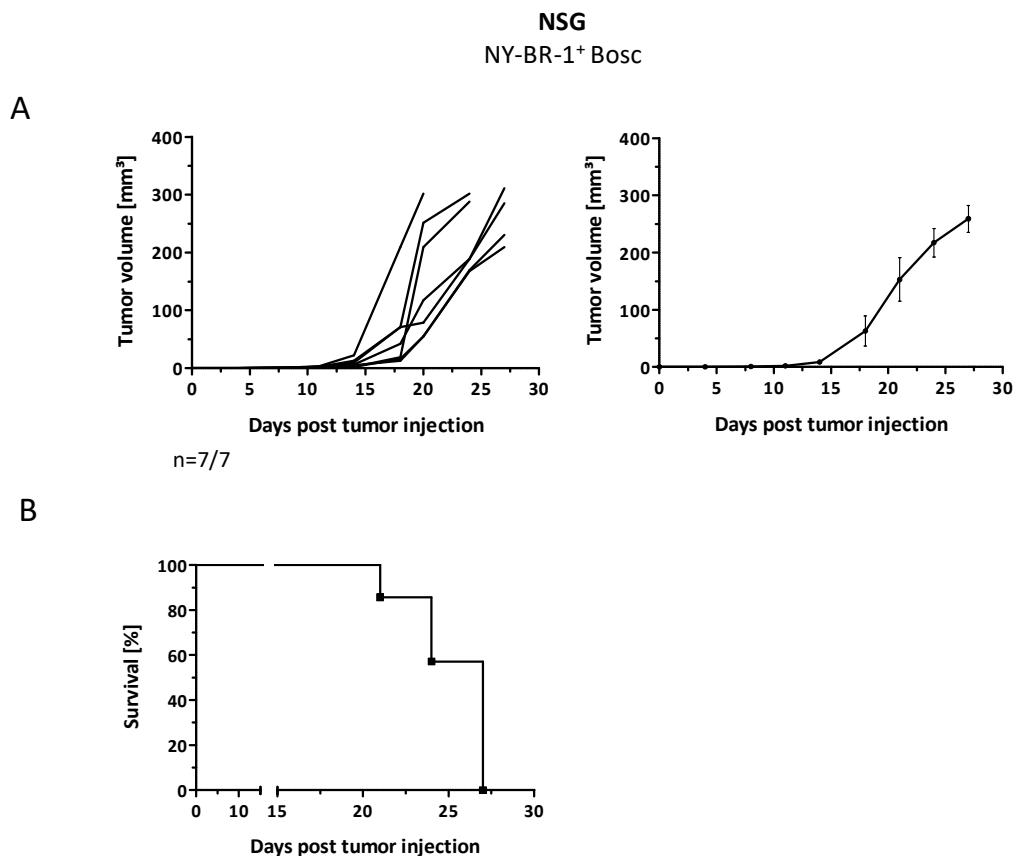 NSG
NY-BR-1⁺ Bosc
A
400
300
200
100
0
Tumor volume [mm³]
0 5 10 15 20 25 30
Days post tumor injection
n=7/7
400
300
200
100
0
Tumor volume [mm³]
0 5 10 15 20 25 30
Days post tumor injection
B
100
80
60
40
20
0
Survival [%]
0 10 15 20 25 30
Days post tumor injection